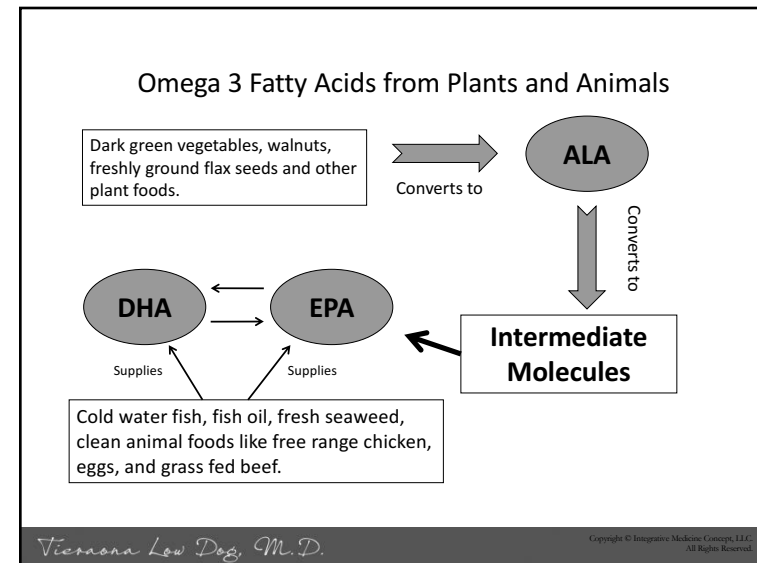 Omega 3 Fatty Acids from Plants and Animals
Dark green vegetables, walnuts,
freshly ground flax seeds and other
plant foods.
Converts to
ALA
Converts to
Intermediate
Molecules
EPA
DHA
Supplies
Supplies
Cold water fish, fish oil, fresh seaweed,
clean animal foods like free range chicken,
eggs, and grass fed beef.
Tieraona Low Dog, M.D.
Copyright © Integrative Medicine Concept, LLC.
All Rights Reserved.